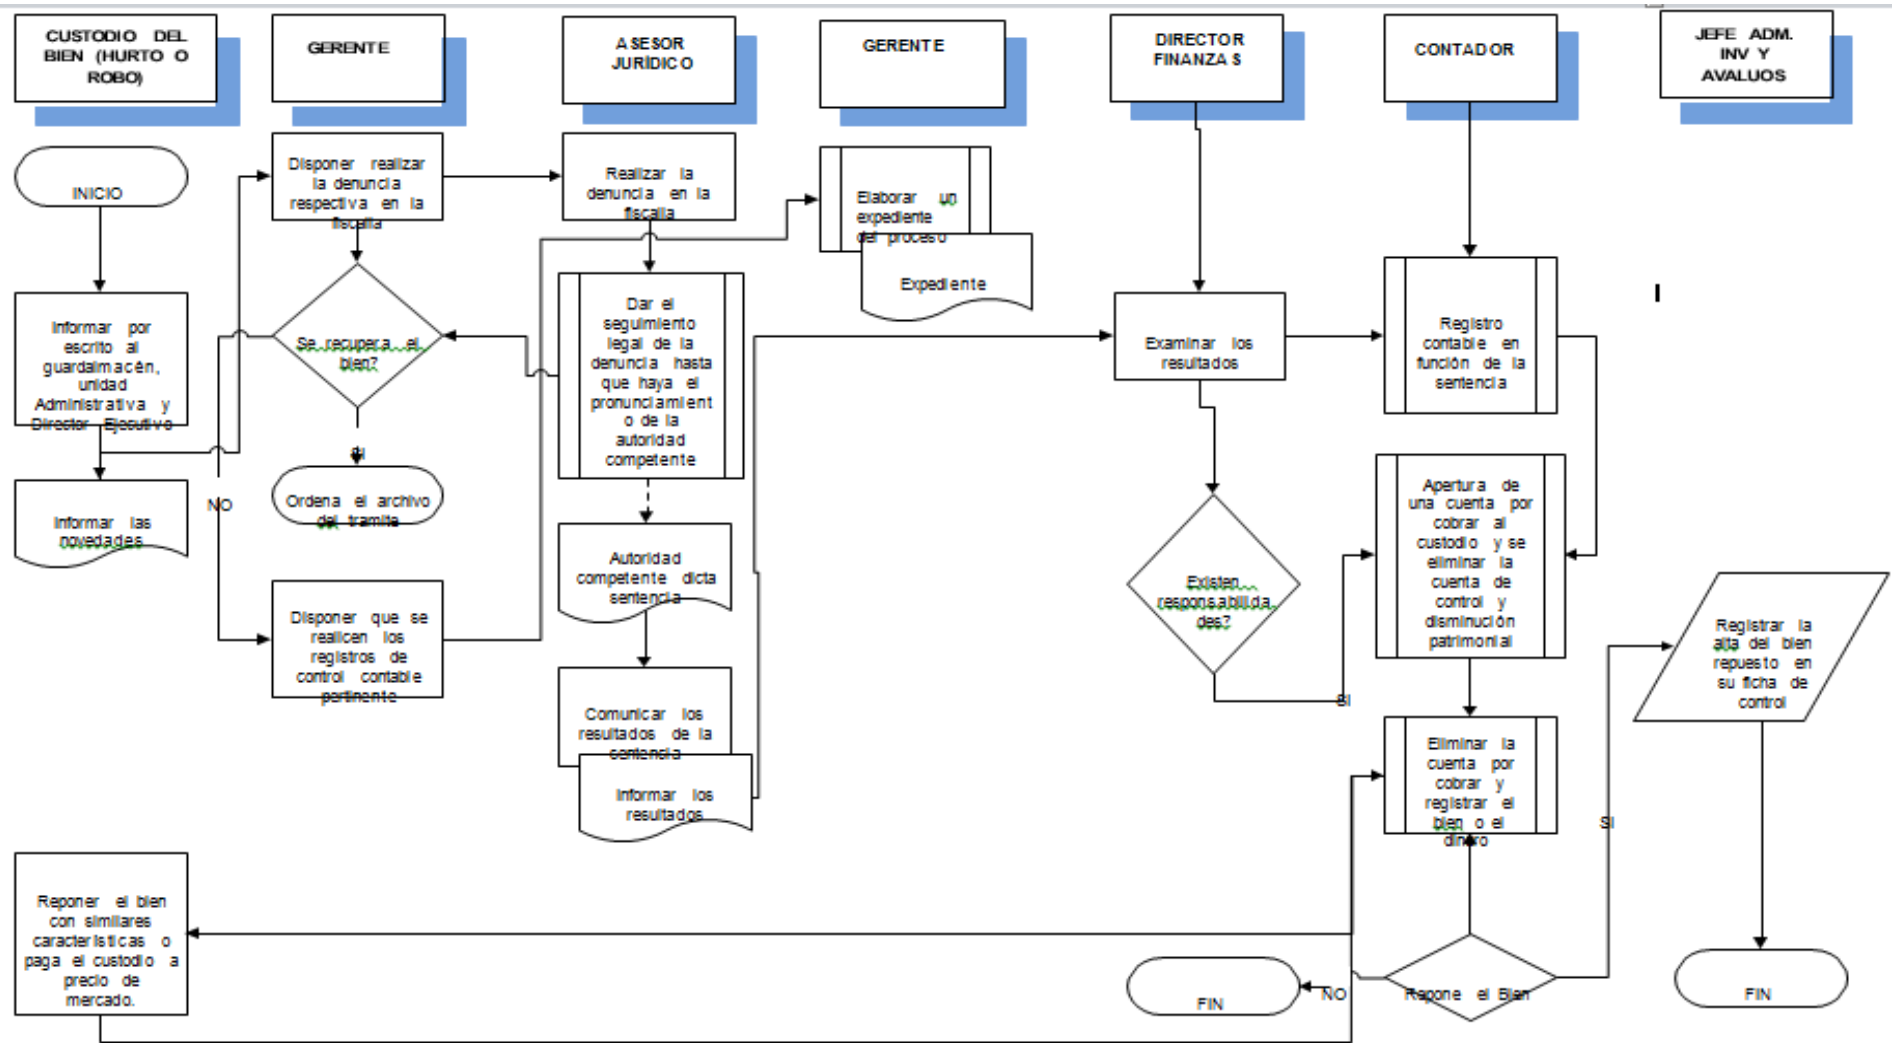 CUSTODIO DEL
BIEN (HURTO O
ROBO)
GERENTE
ASESOR
JURÍDICO
GERENTE
DIRECTOR
FINANZAS
CONTADOR
JEFE ADM.
INV Y
AVALUOS
INICIO
Informar por
escrito al
guardalmacén,
unidad
Administrativa y
Director Ejecutivo
Informar las
novedades
NO
Disponer realizar
la denuncia
respectiva en la
fiscalía
Se recupera el
bien?
SI
Ordena el archivo
del tramite
Disponer que se
realicen los
registros de
control contable
pertinente
Realizar la
denuncia en la
fiscalía
Dar el
seguimiento
legal de la
denuncia hasta
que haya el
pronunciamient
o de la
autoridad
competente
Autoridad
competente dicta
sentencia
Comunicar los
resultados de la
sentencia
Informar los
resultados
Elaborar un
expediente
del proceso
Expediente
Examinar los
resultados
Existen
responsabilida
des?
SI
Registro
contable en
función de la
sentencia
Apertura de
una cuenta por
cobrar al
custodio y se
eliminar la
cuenta de
control y
disminución
patrimonial
Eliminar la
cuenta por
cobrar y
registrar el
bien o el
dinero
SI
Registrar la
alta del bien
repuesto en
su ficha de
control
Reponer el bien
con similares
características o
paga el custodio a
precio de
mercado.
FIN
NO
Repone el Bien
FIN